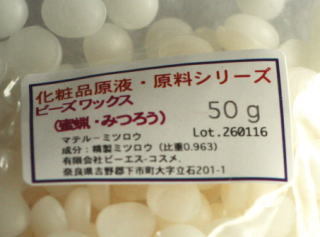 化粧品原液・原料シリーズ
ビーズワックス
(蜜蝋・みつろう)
50g
Lot.260116
マテルーミツロウ
成分：精製ミツロウ（比重0.963）
有限会社ビーエス-コスメ.
奈良県吉野郡下市町大字立石201-1